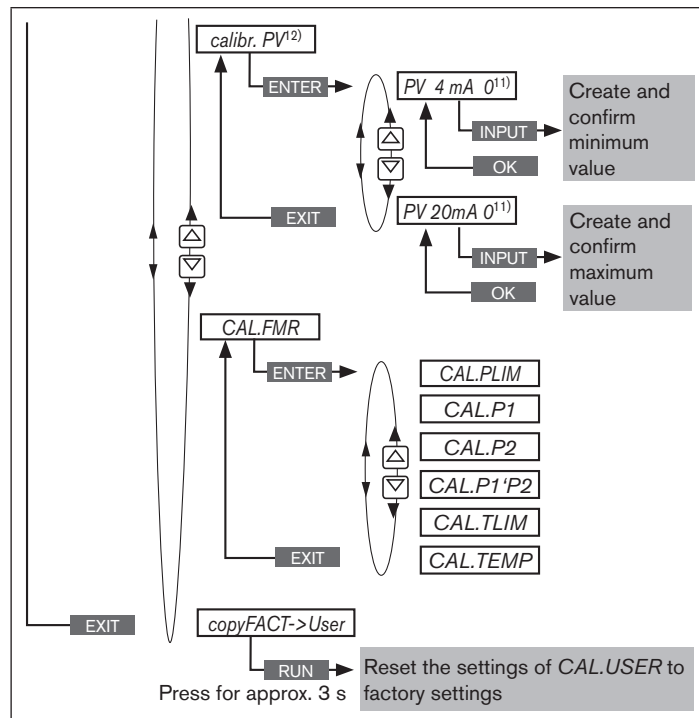 calibr. PV12)
ENTER
PV 4 mA 011)
INPUT
OK
Create and
confirm
minimum
value
EXIT
PV 20mA 011)
INPUT
OK
Create and
confirm
maximum
value
CAL.FMR
ENTER
CAL.PLIM
CAL.P1
CAL.P2
CAL.P1‘P2
CAL.TLIM
CAL.TEMP
EXIT
EXIT
copyFACT->User
RUN
Press for approx. 3 s
Reset the settings of CAL.USER to
factory settings